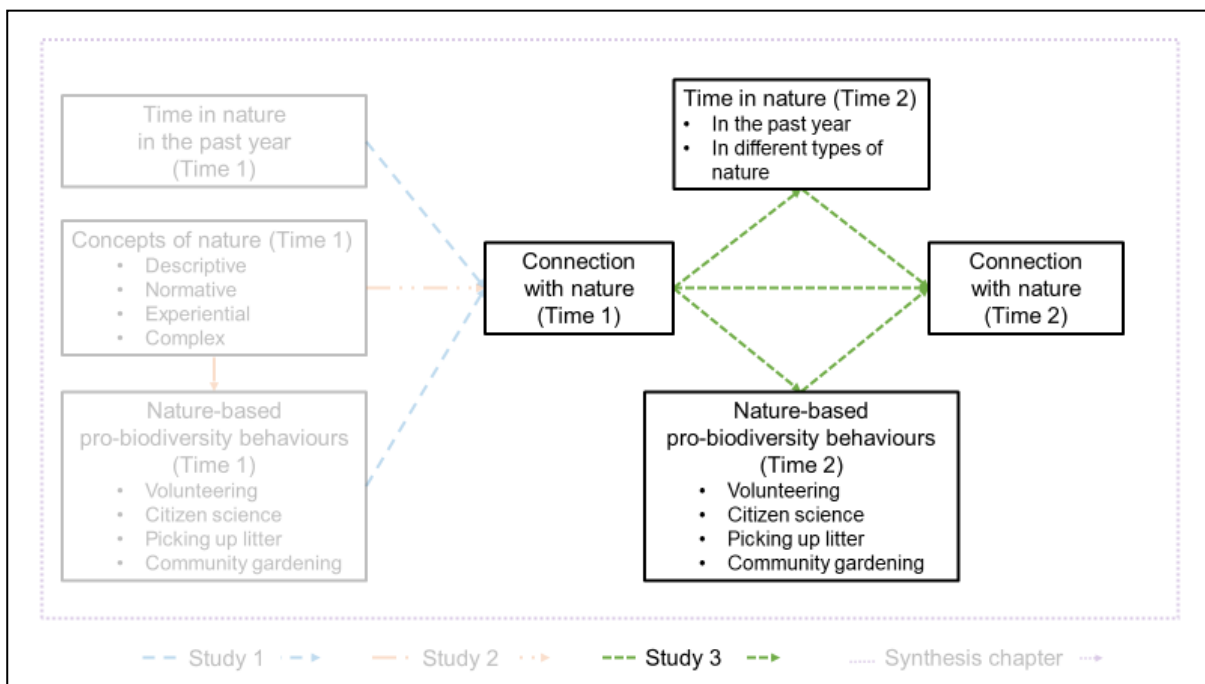 Time in nature
in the past year
(Time 1)
Concepts of nature (Time 1)
• Descriptive
• Normative
• Experiential
• Complex
Nature-based
pro-biodiversity behaviours
(Time 1)
• Volunteering
• Citizen science
• Picking up litter
• Community gardening
Connection
with nature
(Time 1)
Time in nature (Time 2)
• In the past year
• In different types of
nature
Nature-based
pro-biodiversity behaviours
(Time 2)
• Volunteering
• Citizen science
• Picking up litter
• Community gardening
Connection
with nature
(Time 2)
Study 1
Study 2
Study 3
Synthesis chapter